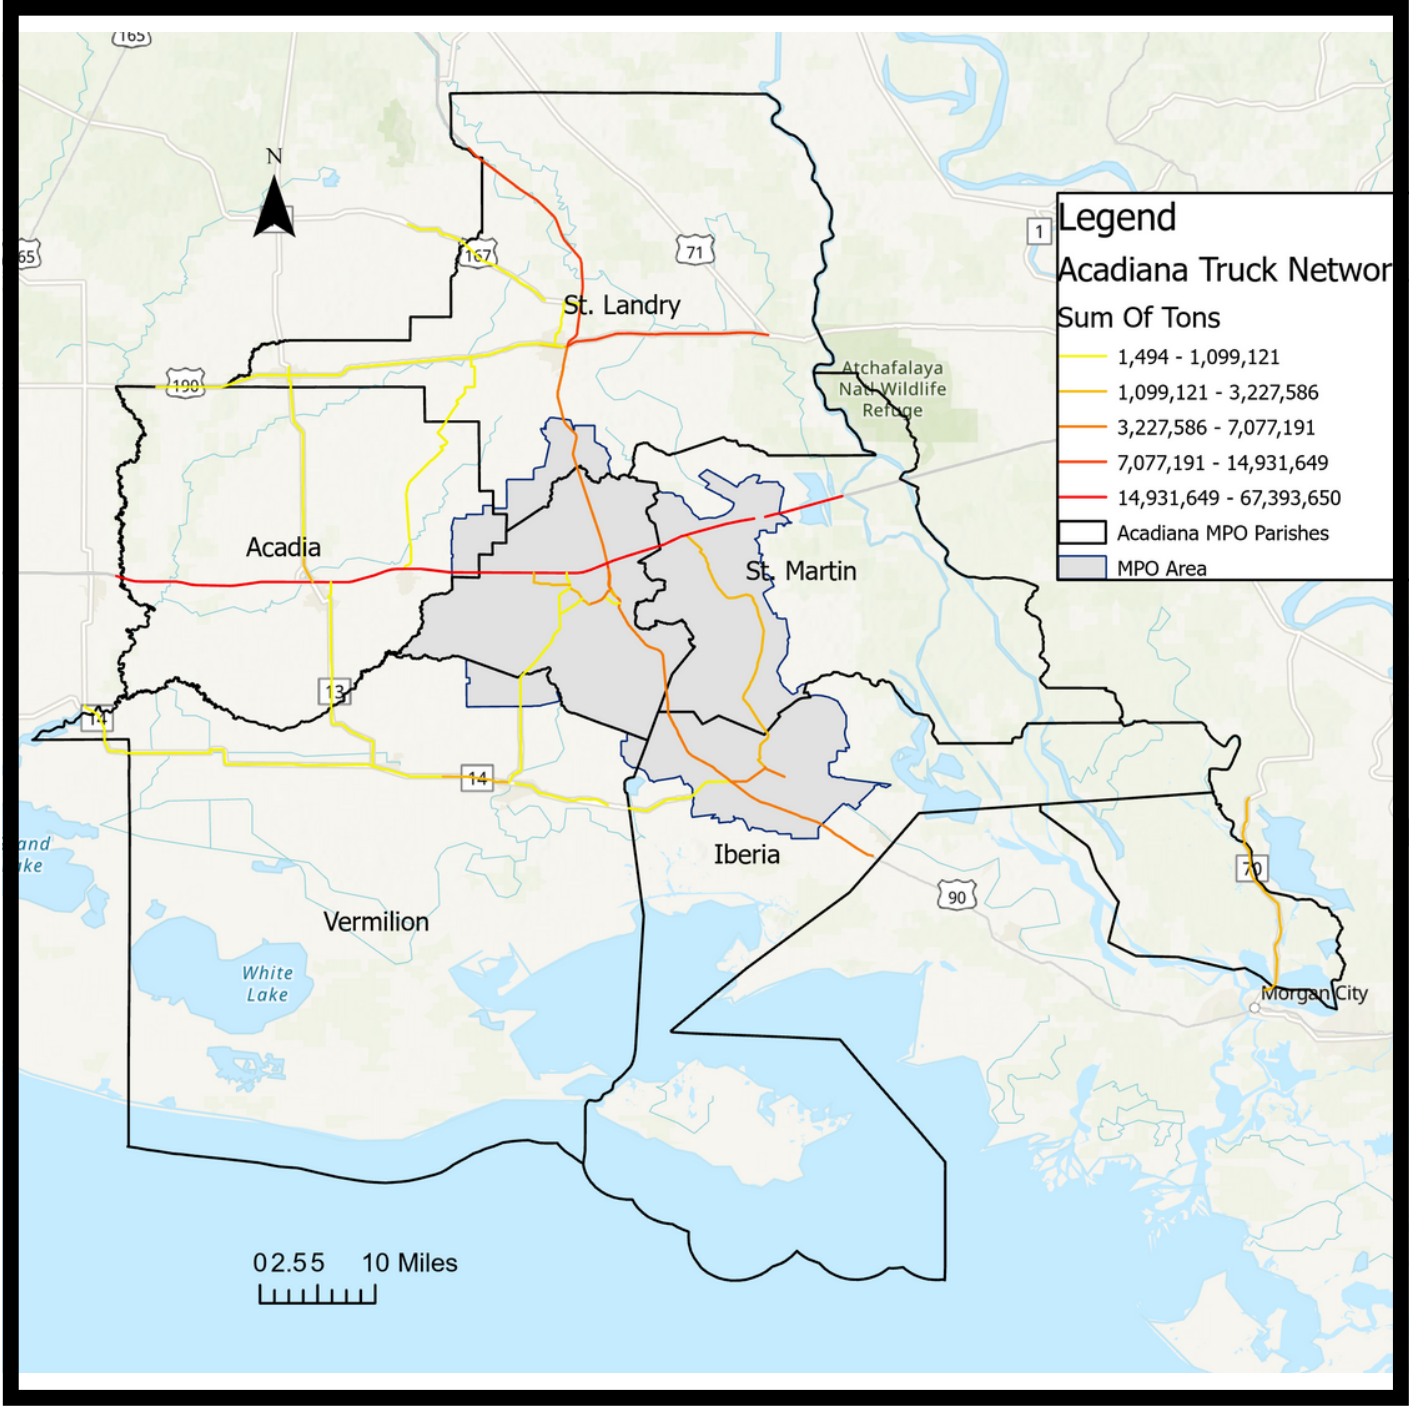 165
N
65
167
71
1
Legend
Acadiana Truck Networ
Sum Of Tons
1,494 - 1,099,121
1,099,121 - 3,227,586
3,227,586 - 7,077,191
7,077,191 - 14,931,649
14,931,649 - 67,393,650
Acadiana MPO Parishes
MPO Area
St. Landry
190
Atchafalaya
Natl Wildlife
Refuge
Acadia
St. Martin
13
14
14
Iberia
and
ke
70
90
Vermilion
White
Lake
Morgan City
0 2.5 5 10 Miles